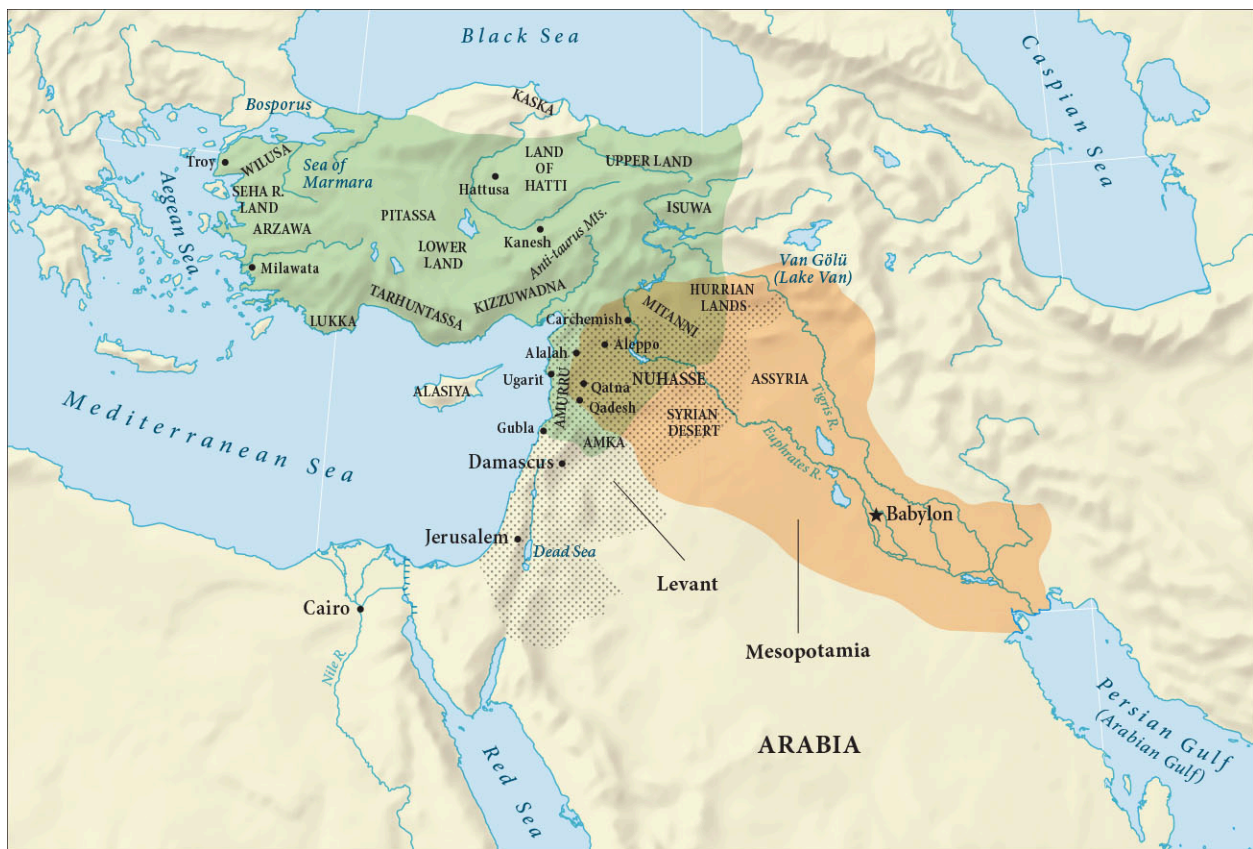 Black Sea
Caspian Sea
Bosporus
KASKA
Troy
WILUSA
Sea of
Marmara
LAND
OF
HATTI
UPPER LAND
Hattusa
Aegean Sea
SEHA R.
LAND
ARZAWA
PITASSA
ISUWA
Kanesh
Anti-taurus Mts.
LOWER
LAND
Milawata
Van Gölü
(Lake Van)
TARHUNTASSA
KIZZUWADNA
HURRIAN
LANDS
MITANNI
LUKKA
Carchemish
Aleppo
Alalah
Ugarit
NUHASSE
ASSYRIA
ALASIYA
Qatna
Qadesh
AMURRU
SYRIAN
DESERT
Tigris R.
Mediterranean Sea
Gubla
AMKA
Euphrates R.
Damascus
Babylon
Jerusalem
Dead Sea
Levant
Cairo
Nile R.
Mesopotamia
Red Sea
ARABIA
Persian Gulf
(Arabian Gulf)